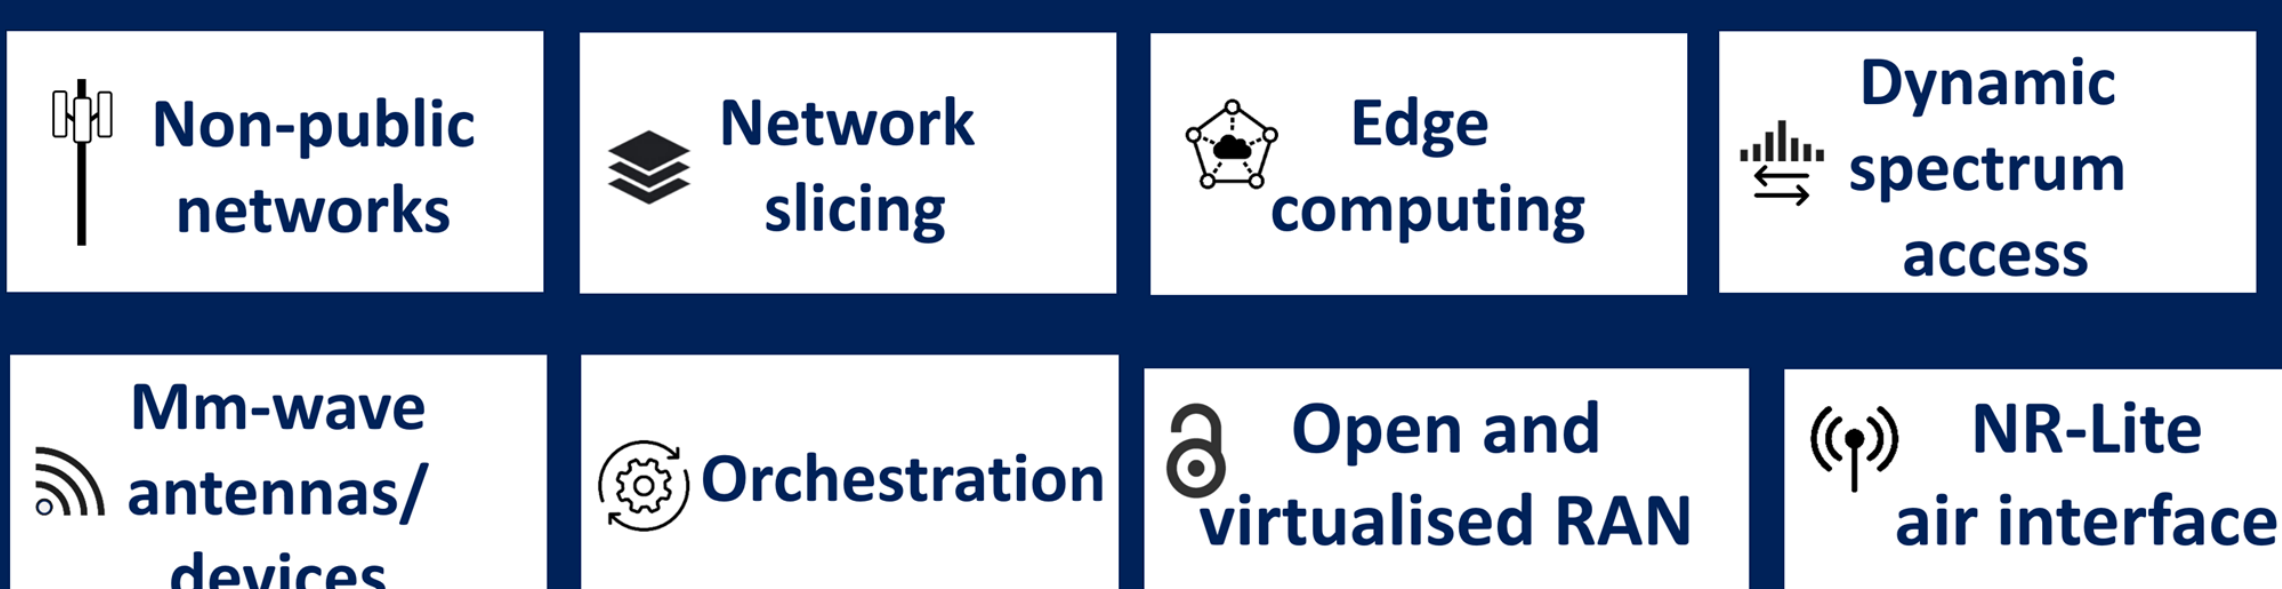 Non-public
networks
Network
slicing
Edge
computing
Dynamic
spectrum
access
Mm-wave
antennas/
devices
Orchestration
Open and
virtualised RAN
NR-Lite
air interface